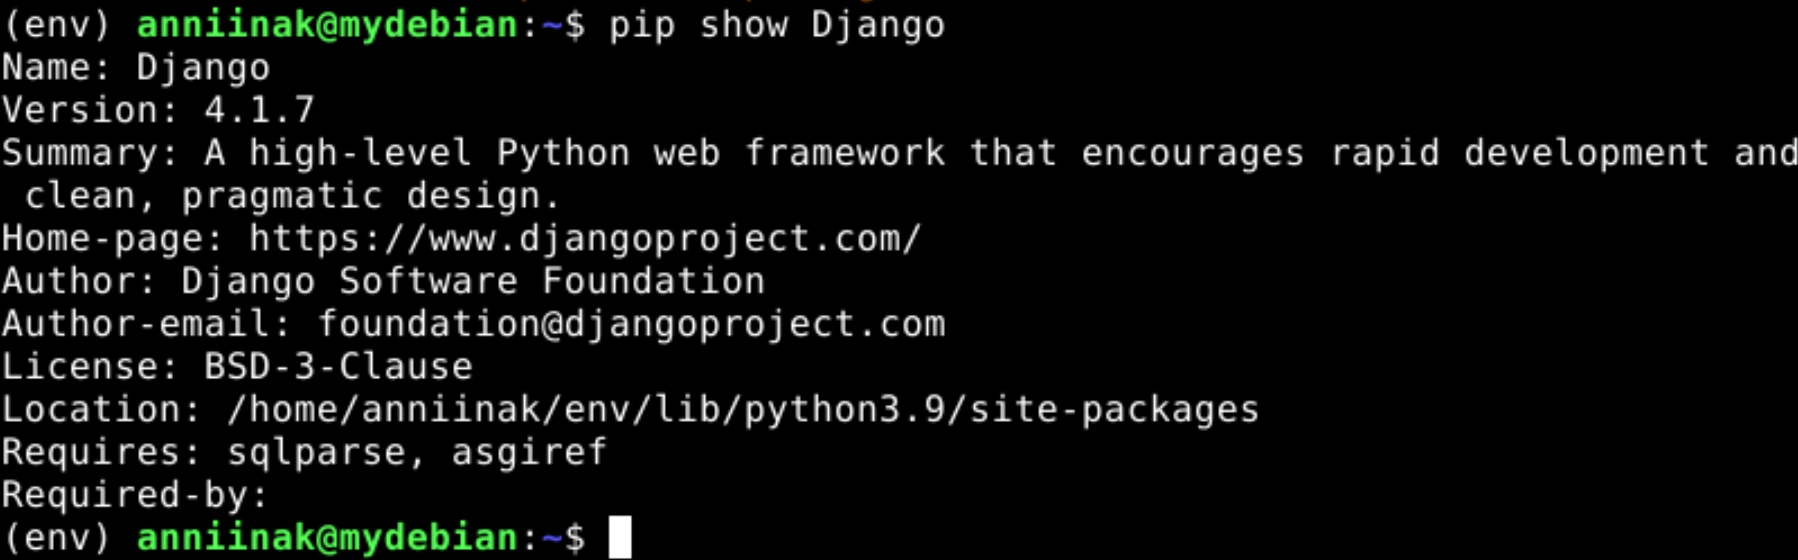 (env) anniinak@mydebian:~$ pip show Django
Name: Django
Version: 4.1.7
Summary: A high-level Python web framework that encourages rapid development and
 clean, pragmatic design.
Home-page: https://www.djangoproject.com/
Author: Django Software Foundation
Author-email: foundation@djangoproject.com
License: BSD-3-Clause
Location: /home/anniinak/env/lib/python3.9/site-packages
Requires: sqlparse, asgiref
Required-by:
(env) anniinak@mydebian:~$